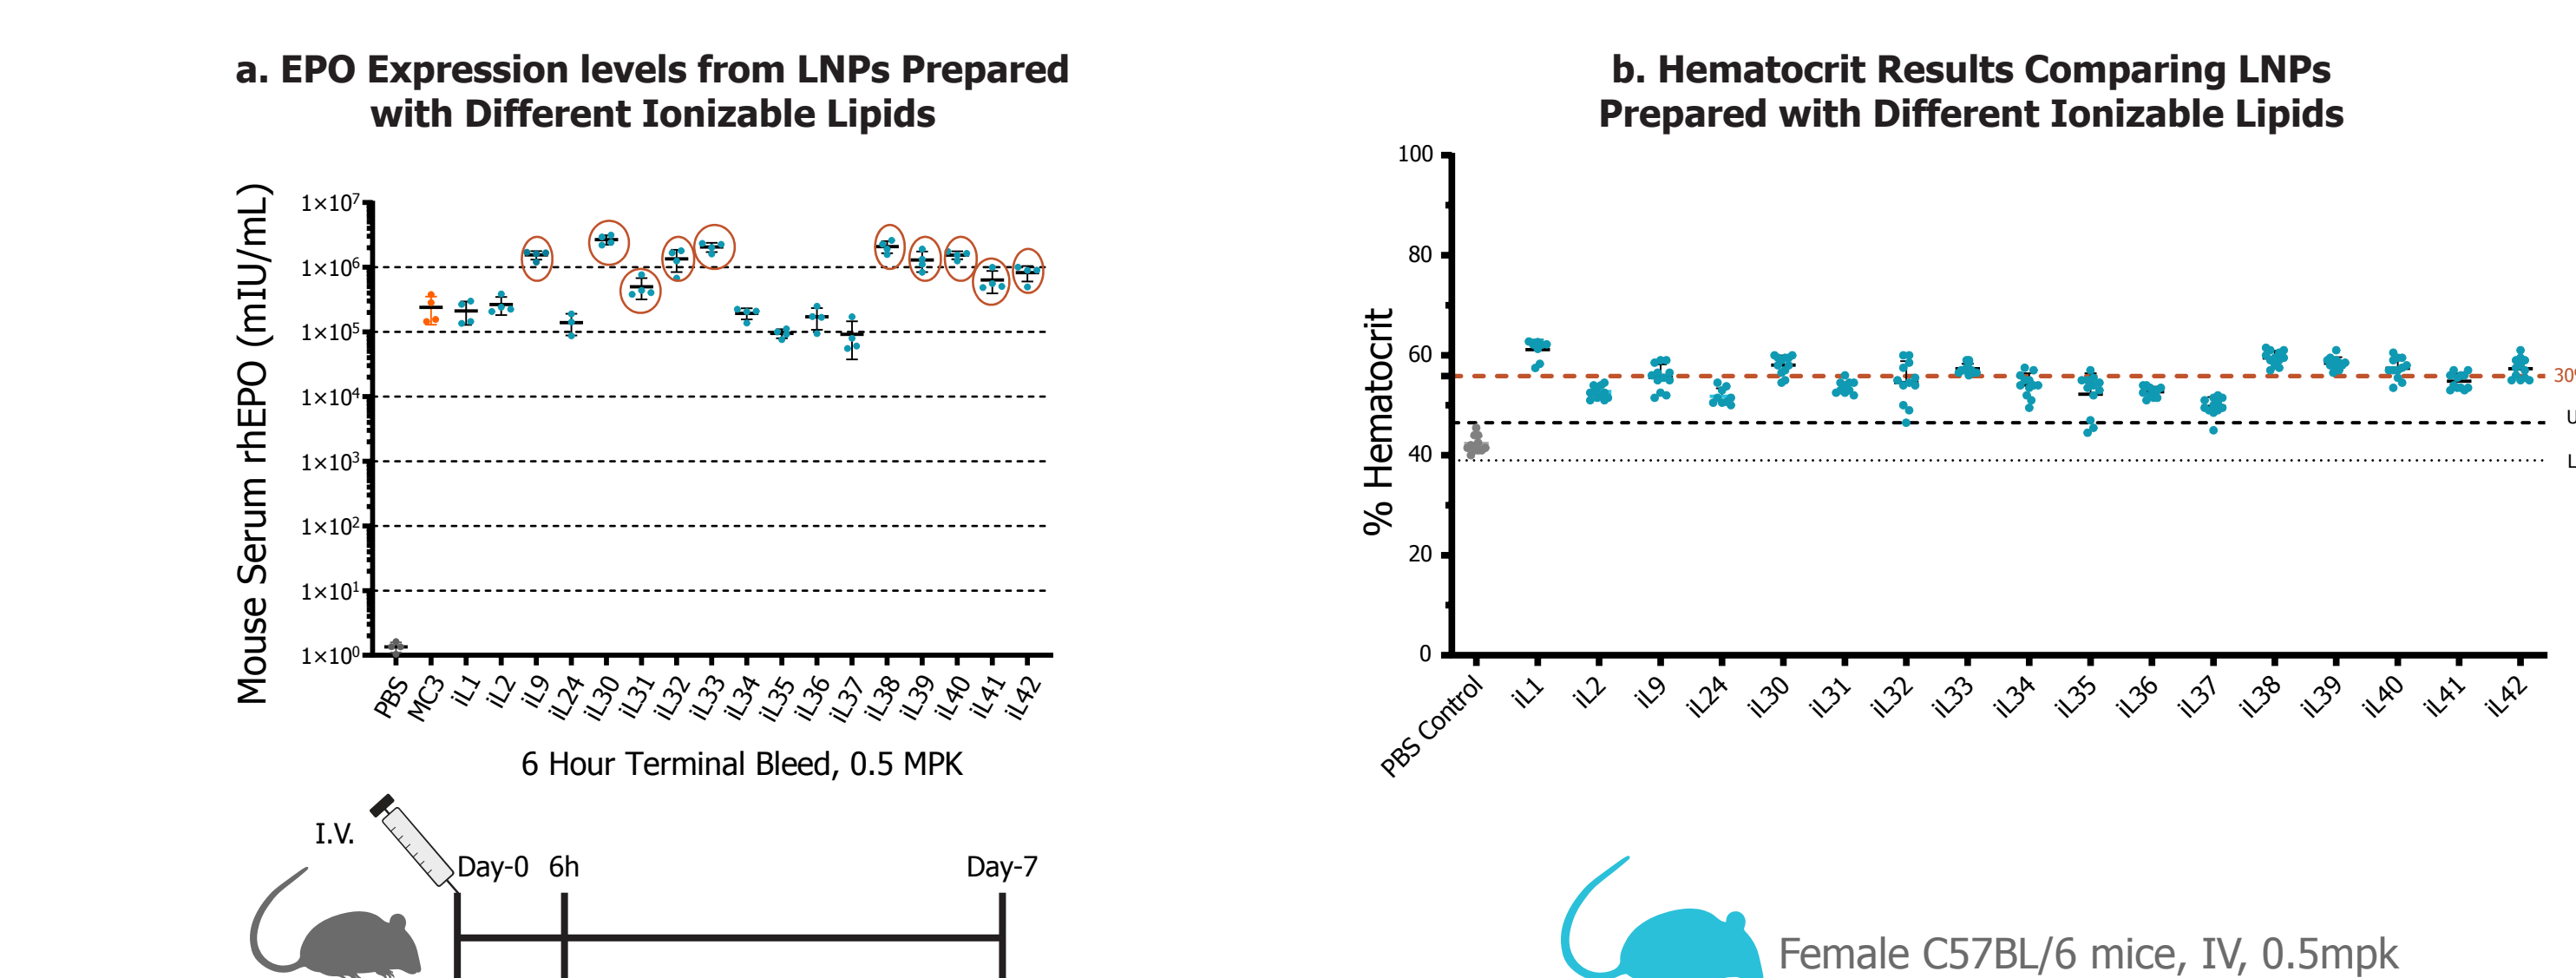 a. EPO Expression levels from LNPs Prepared
with Different Ionizable Lipids
Mouse Serum rhEPO (mIU/mL)
1×10⁷
1×10⁶
1×10⁵
1×10⁴
1×10³
1×10²
1×10¹
1×10⁰
PBS
MC3
iL1
iL2
iL9
iL24
iL30
iL31
iL32
iL33
iL34
iL35
iL36
iL37
iL38
iL39
iL40
iL41
iL42
6 Hour Terminal Bleed, 0.5 MPK
I.V.
Day-0 6h Day-7
b. Hematocrit Results Comparing LNPs
Prepared with Different Ionizable Lipids
% Hematocrit
100
80
60
40
20
0
PBS Control
iL1
iL2
iL9
iL24
iL30
iL31
iL32
iL33
iL34
iL35
iL36
iL37
iL38
iL39
iL40
iL41
iL42
Female C57BL/6 mice, IV, 0.5mpk